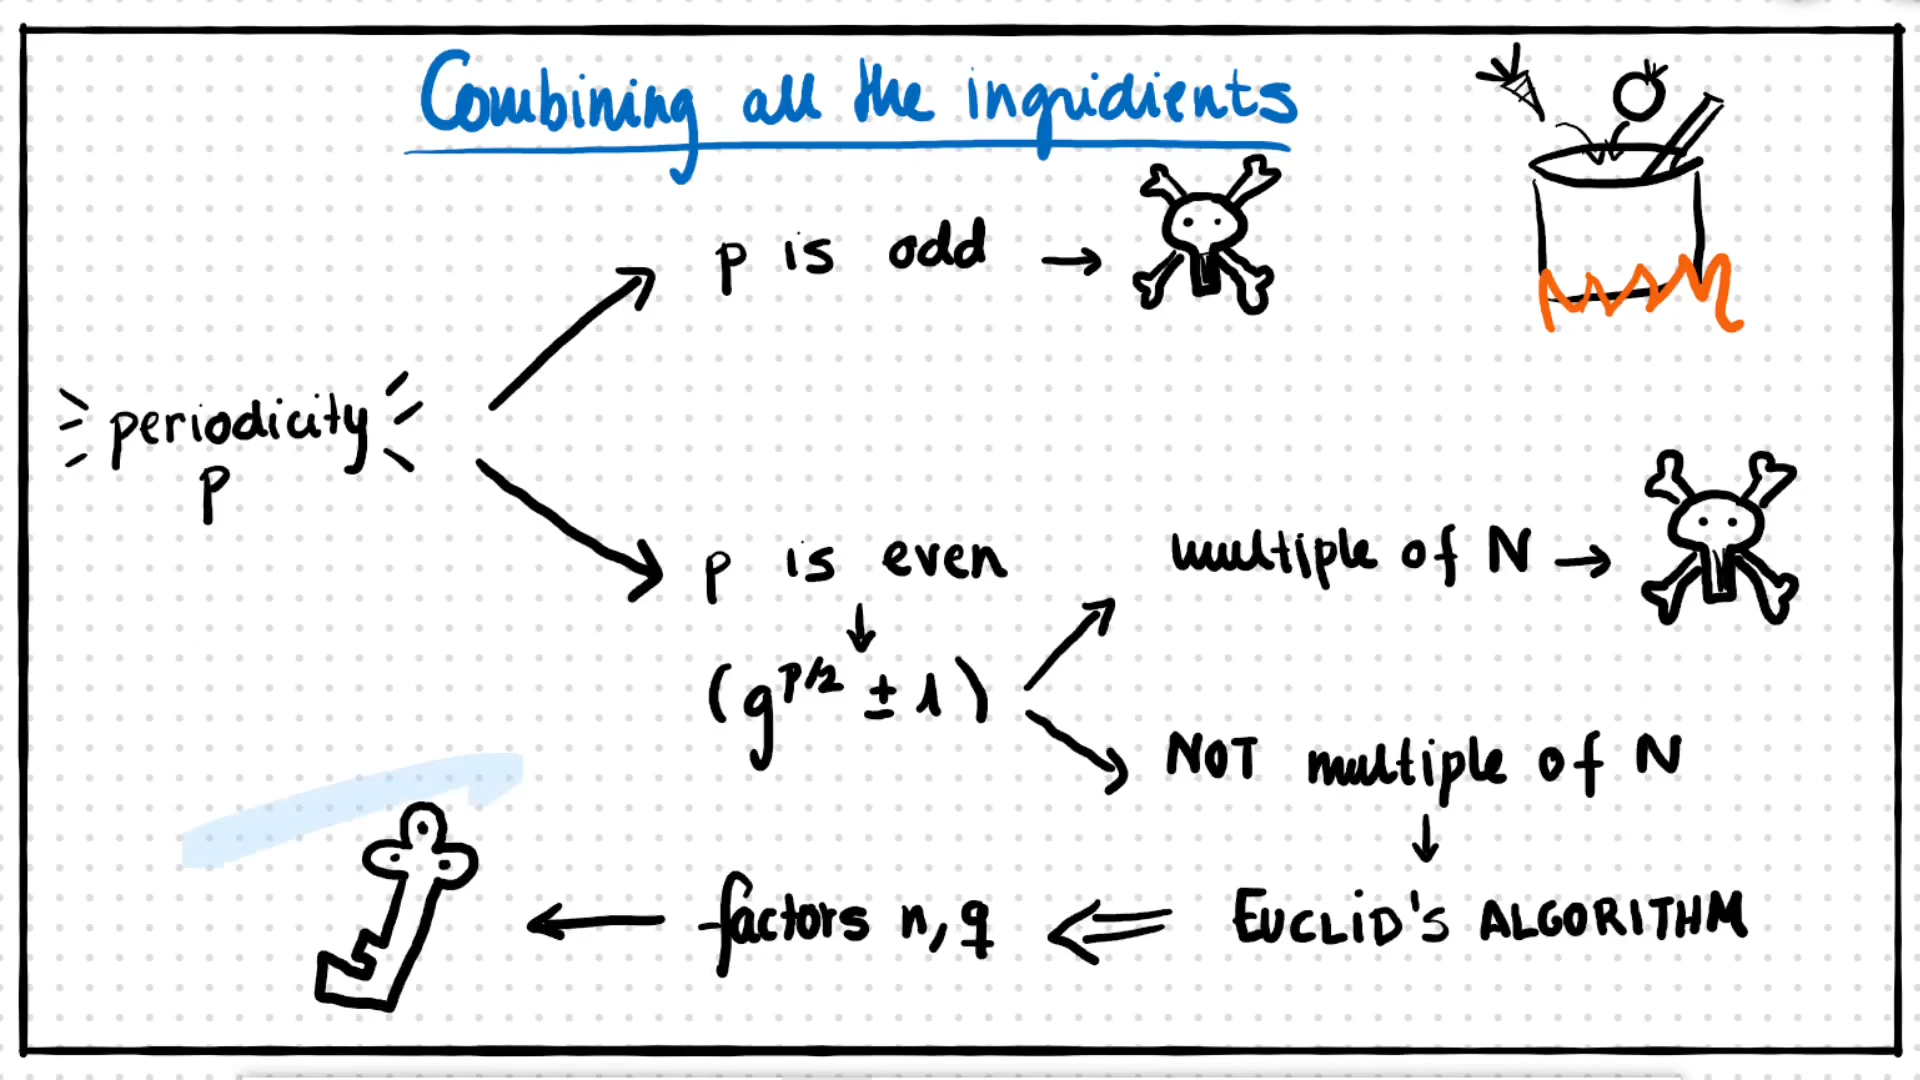 Combining all the ingridients
p is odd →
periodicity
p
p is even
multiple of N →
↓
(g^{p/2} ± 1)
NOT multiple of N
↓
EUCLiD'S ALGORITHM
factors n, q